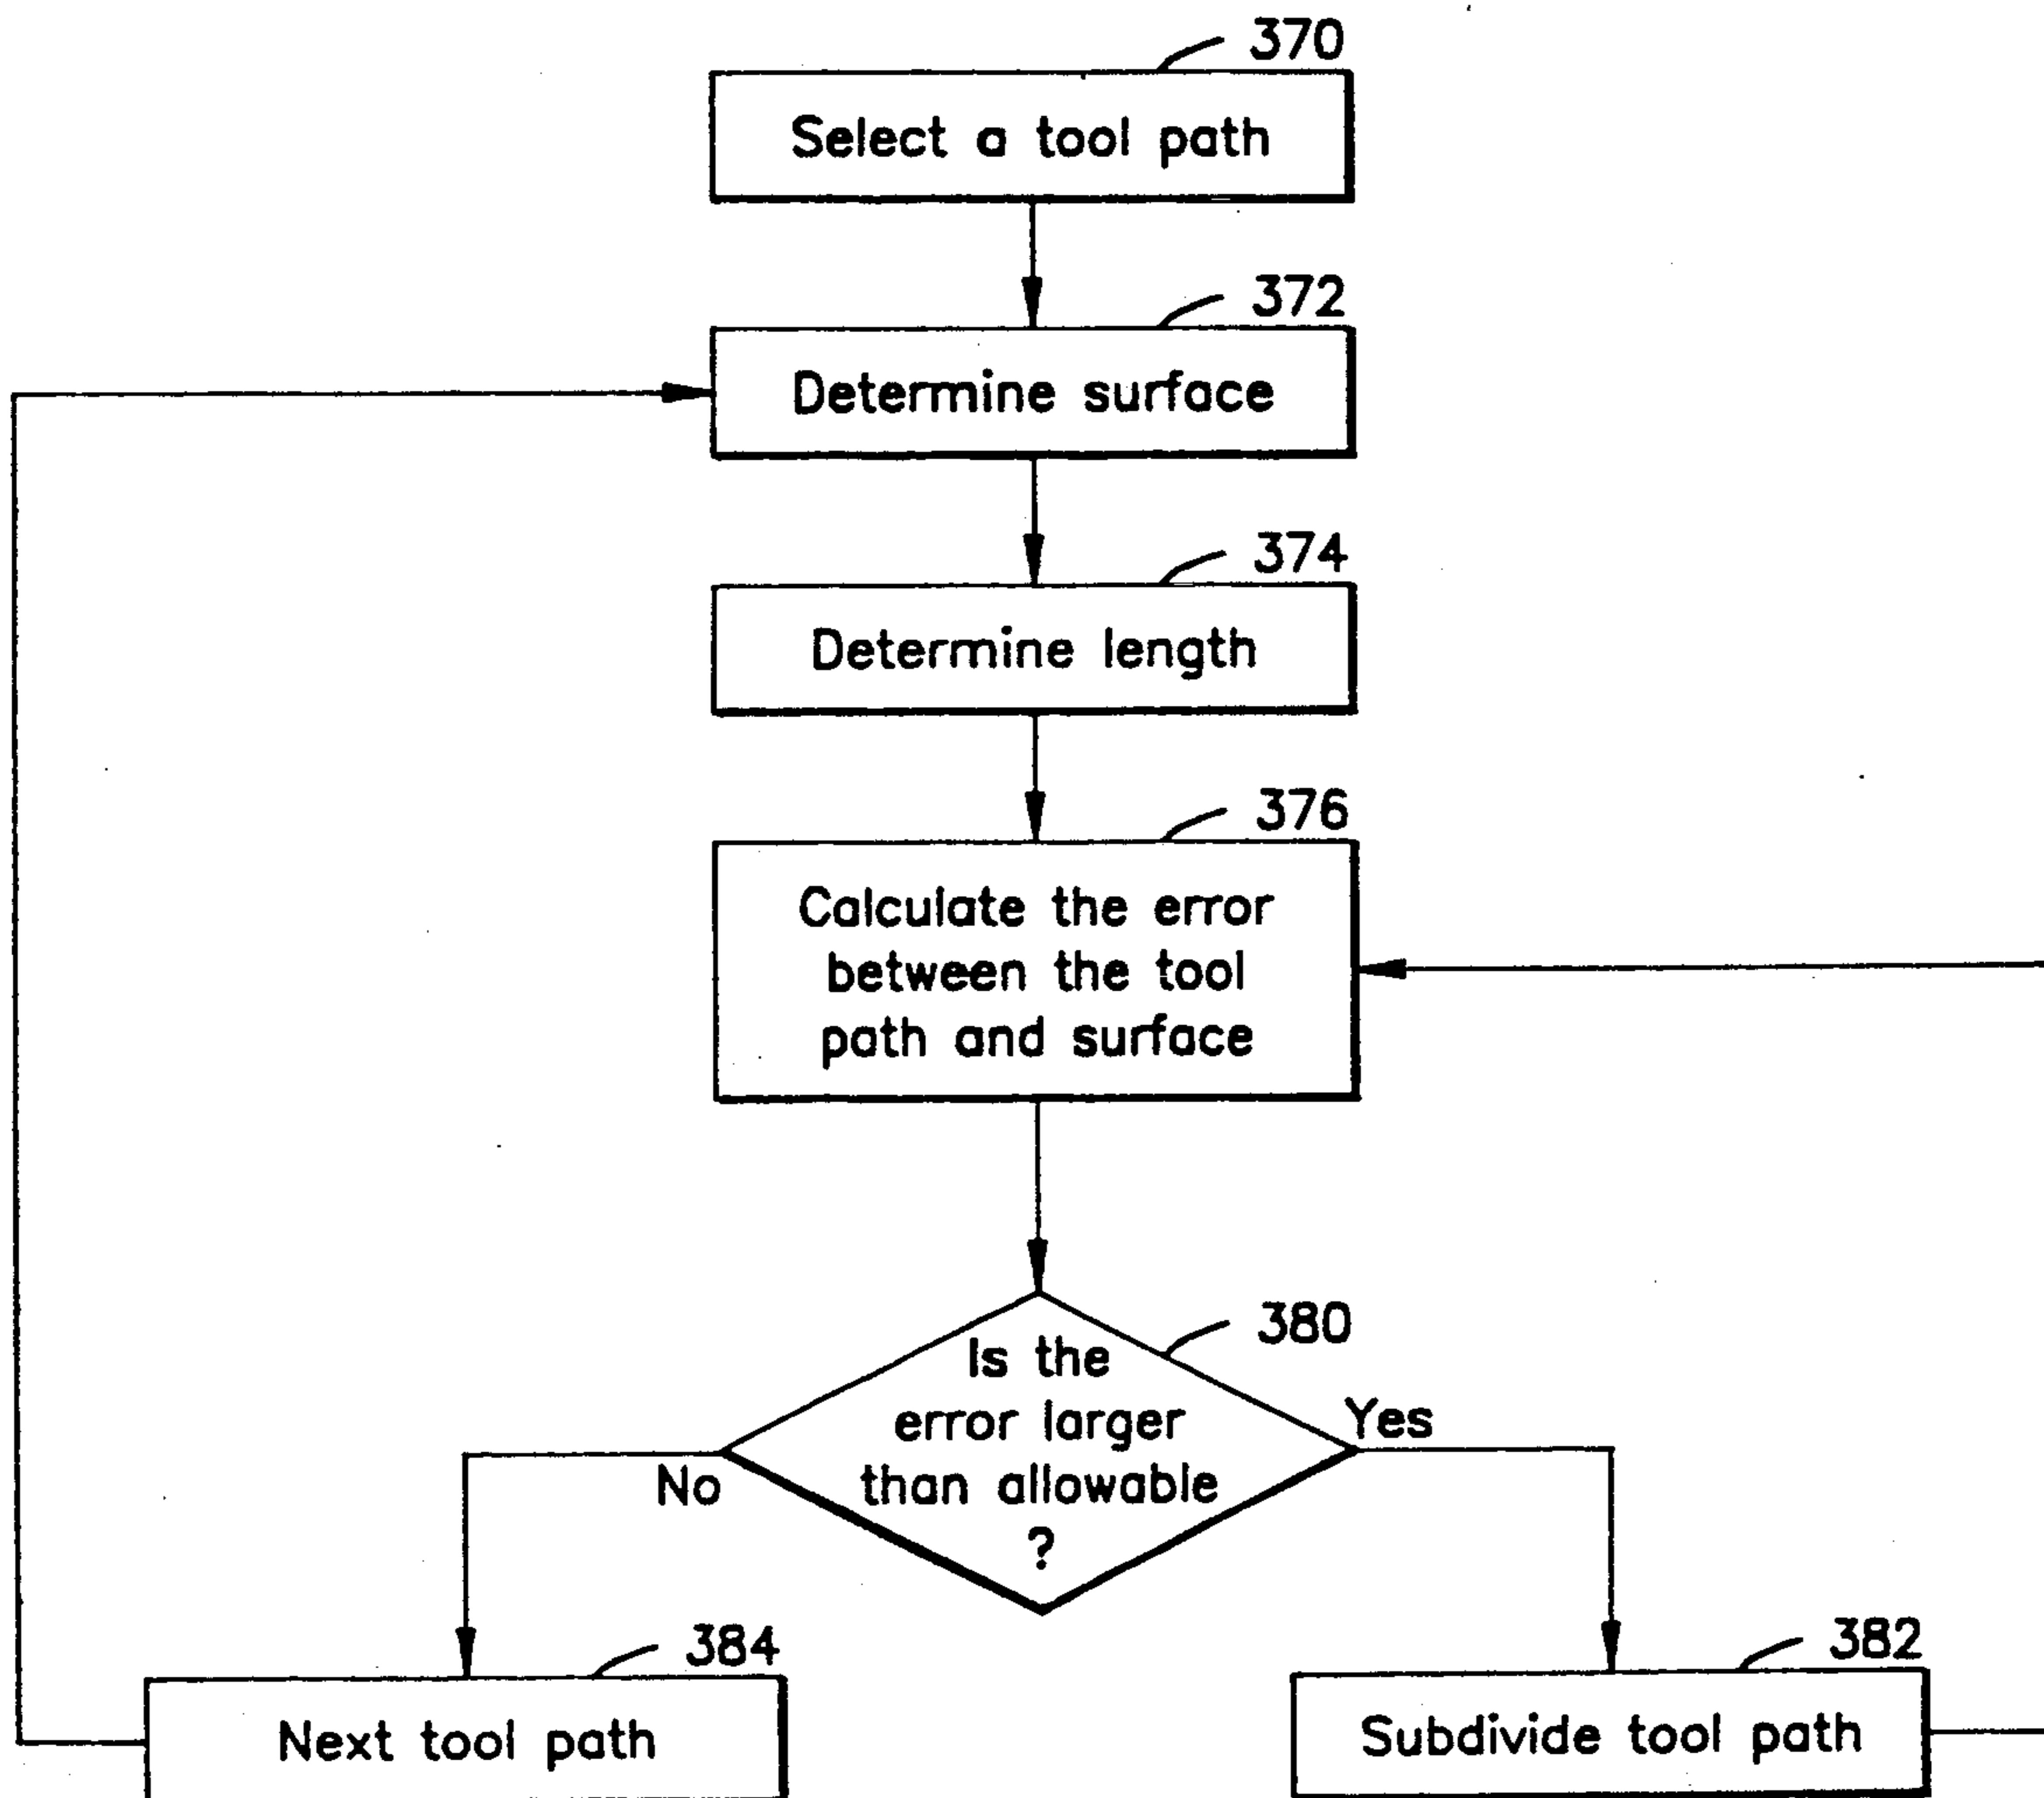 370
Select a tool path
372
Determine surface
374
Determine length
376
Calculate the error
between the tool
path and surface
380
Is the
error larger
than allowable
?
Yes
No
384
Next tool path
382
Subdivide tool path